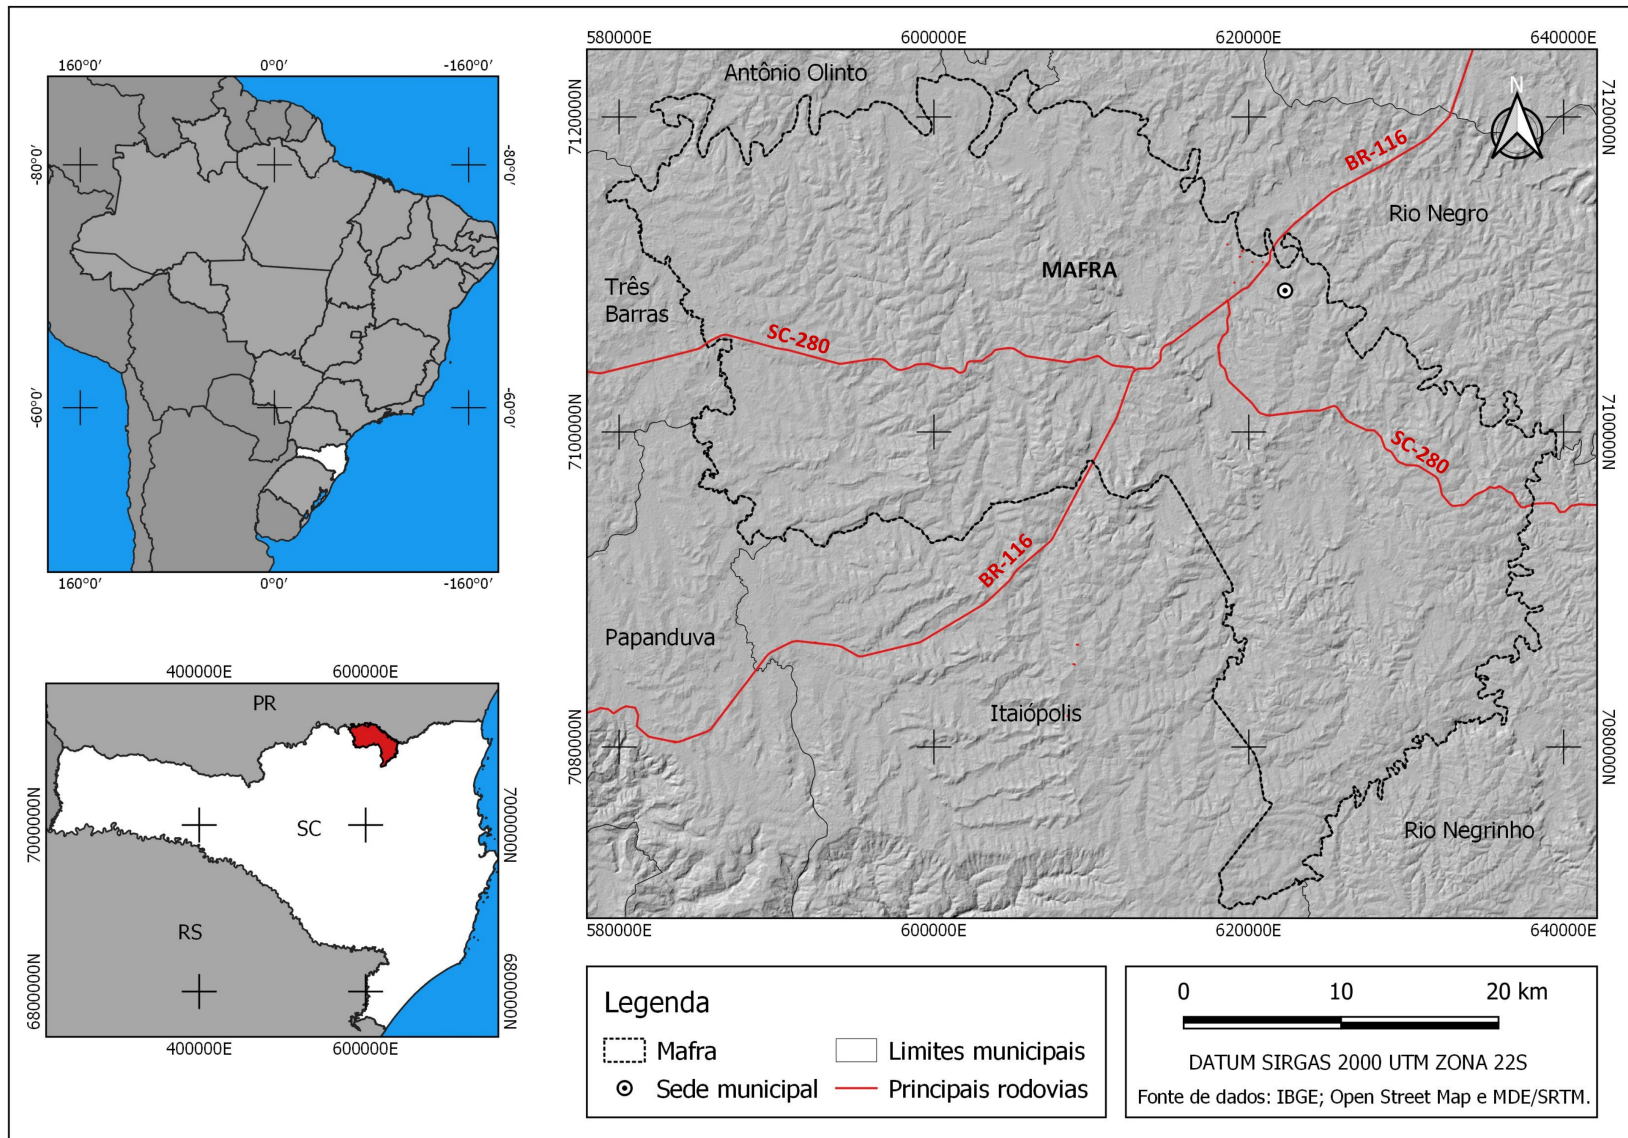 160°0’ 0°0’ -160°0’
-80°0’
-80°0’
-60°0’
-60°0’
160°0’ 0°0’ -160°0’
400000E 600000E
PR
SC
RS
7000000N
7000000N
6800000N
6800000N
400000E 600000E
580000E 600000E 620000E 640000E
7120000N
7120000N
7100000N
7100000N
7080000N
7080000N
Antônio Olinto
N
BR-116
Rio Negro
MAFRA
Três
Barras
SC-280
SC-280
BR-116
Papanduva
Itaiópolis
Rio Negrinho
580000E 600000E 620000E 640000E
Legenda
Mafra
Limites municipais
Sede municipal
Principais rodovias
0 10 20 km
DATUM SIRGAS 2000 UTM ZONA 22S
Fonte de dados: IBGE; Open Street Map e MDE/SRTM.